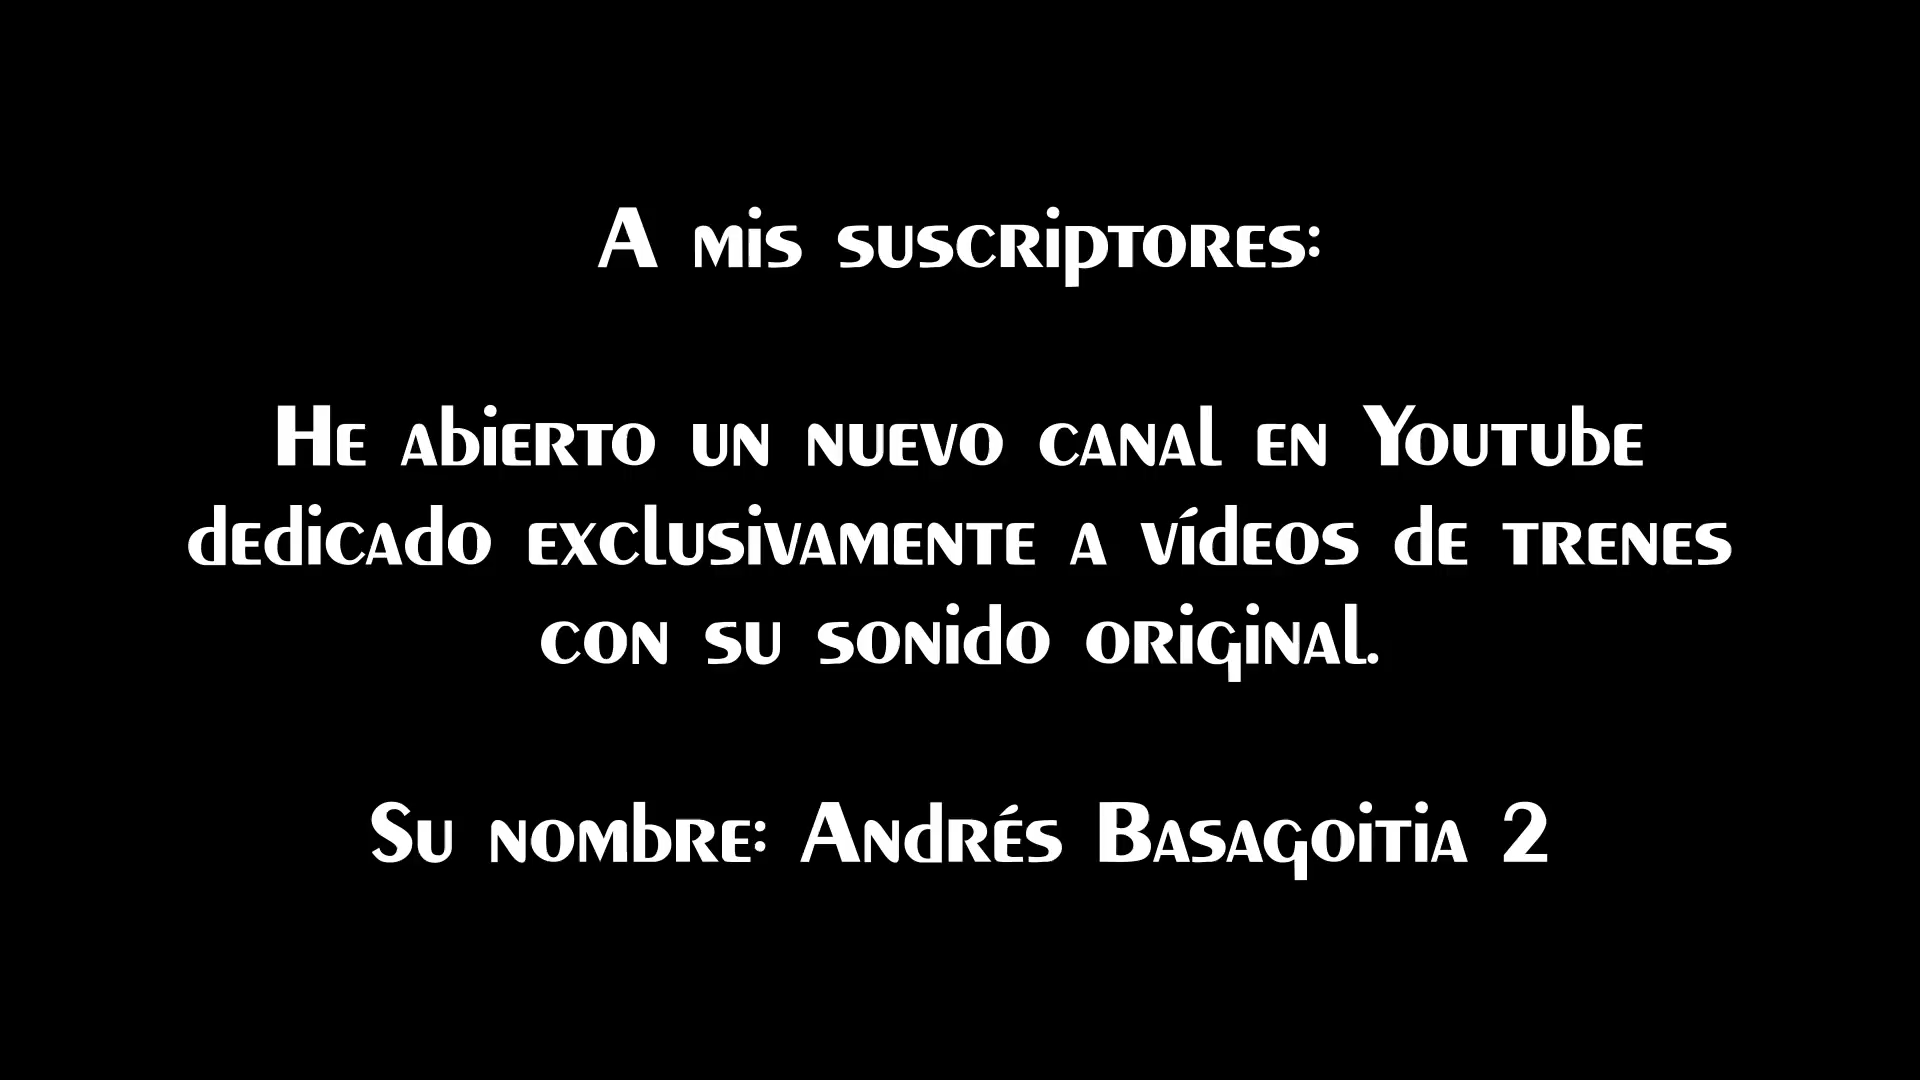 A mis suscriptores:
He abierto un nuevo canal en Youtube
dedicado exclusivamente a vídeos de trenes
con su sonido original.
Su nombre: Andrés Basagoitia 2